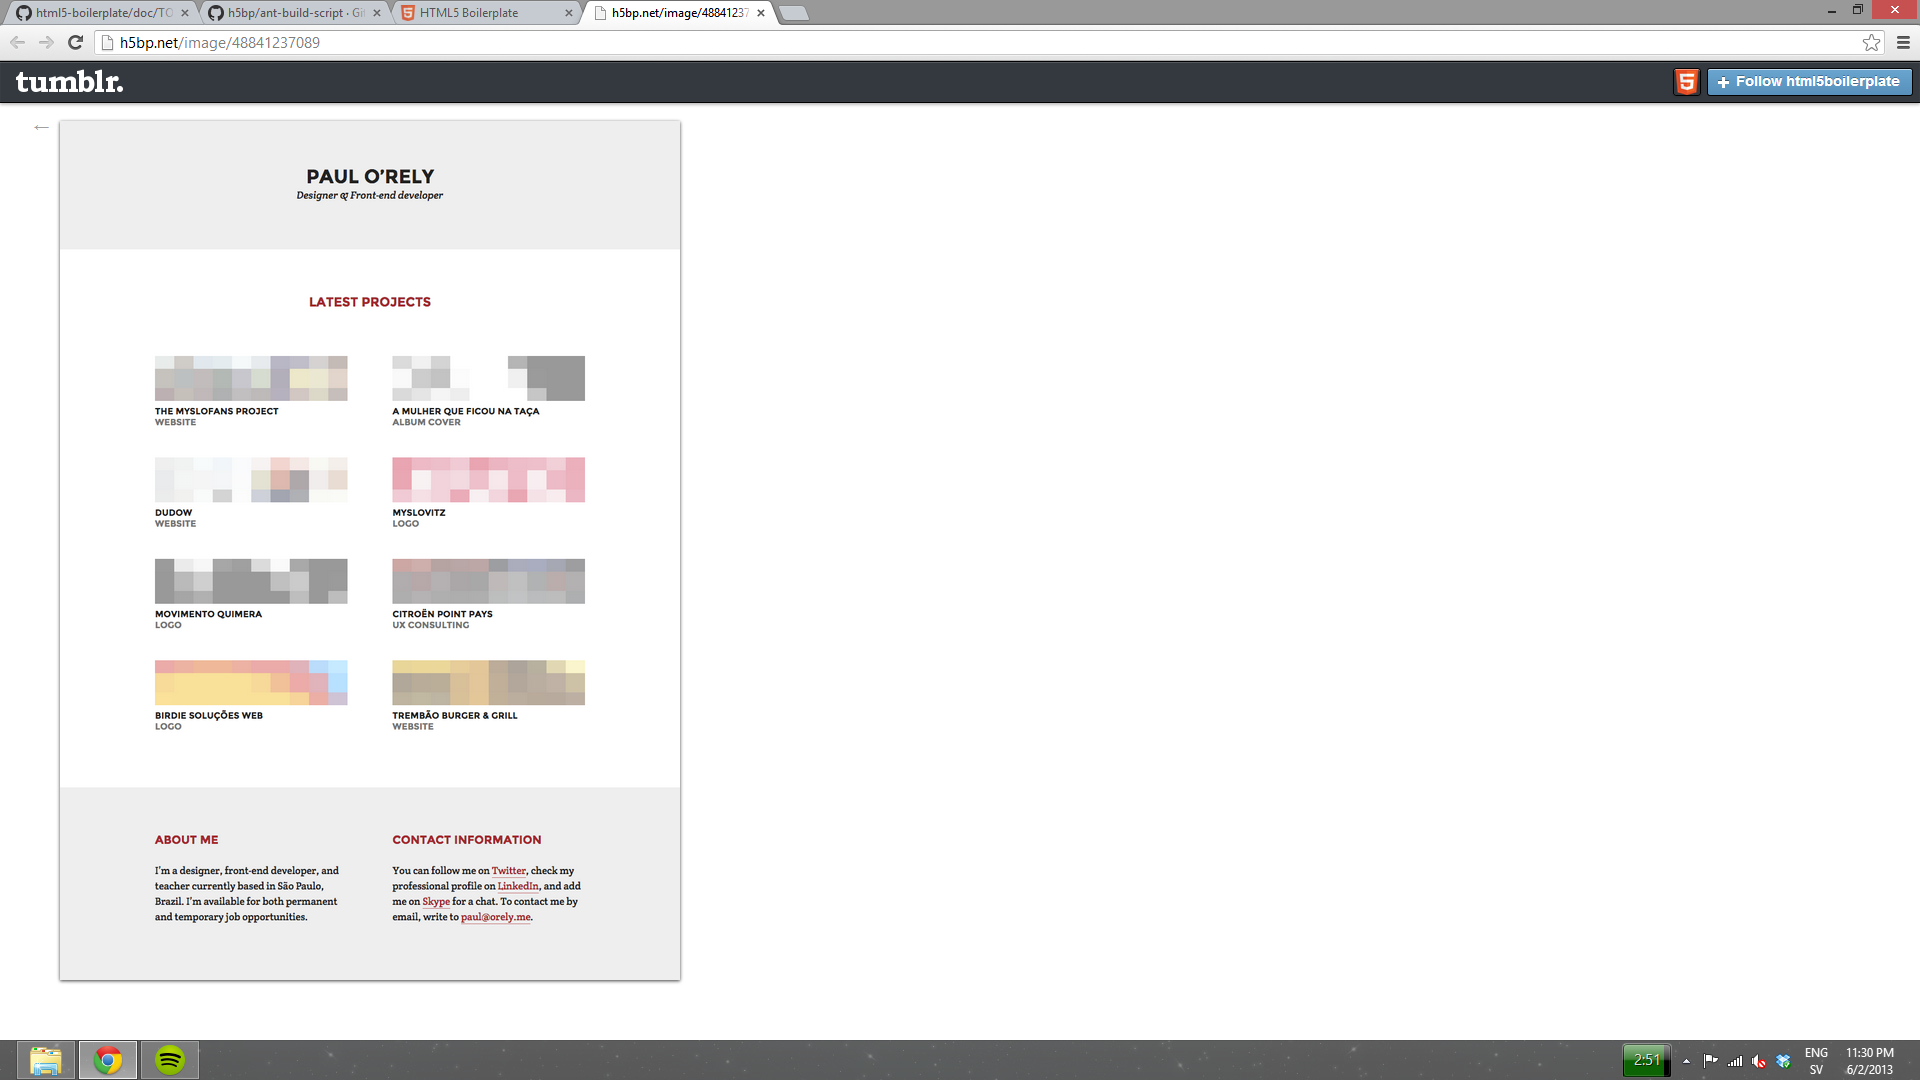 html5-boilerplate/doc/TO
h5bp/ant-build-script · Gi
HTML5 Boilerplate
h5bp.net/image/48841237
h5bp.net/image/48841237089
tumblr.
+ Follow html5boilerplate
←
PAUL O’RELY
Designer & Front-end developer
LATEST PROJECTS
THE MYSLOFANS PROJECT
WEBSITE
A MULHER QUE FICOU NA TAÇA
ALBUM COVER
DUDOW
WEBSITE
MYSLOVITZ
LOGO
MOVIMENTO QUIMERA
LOGO
CITROËN POINT PAYS
UX CONSULTING
BIRDIE SOLUÇÕES WEB
LOGO
TREMBÃO BURGER & GRILL
WEBSITE
ABOUT ME
I’m a designer, front-end developer, and
teacher currently based in São Paulo,
Brazil. I’m available for both permanent
and temporary job opportunities.
CONTACT INFORMATION
You can follow me on Twitter, check my
professional profile on LinkedIn, and add
me on Skype for a chat. To contact me by
email, write to paul@orely.me.
2:51
ENG
SV
11:30 PM
6/2/2013